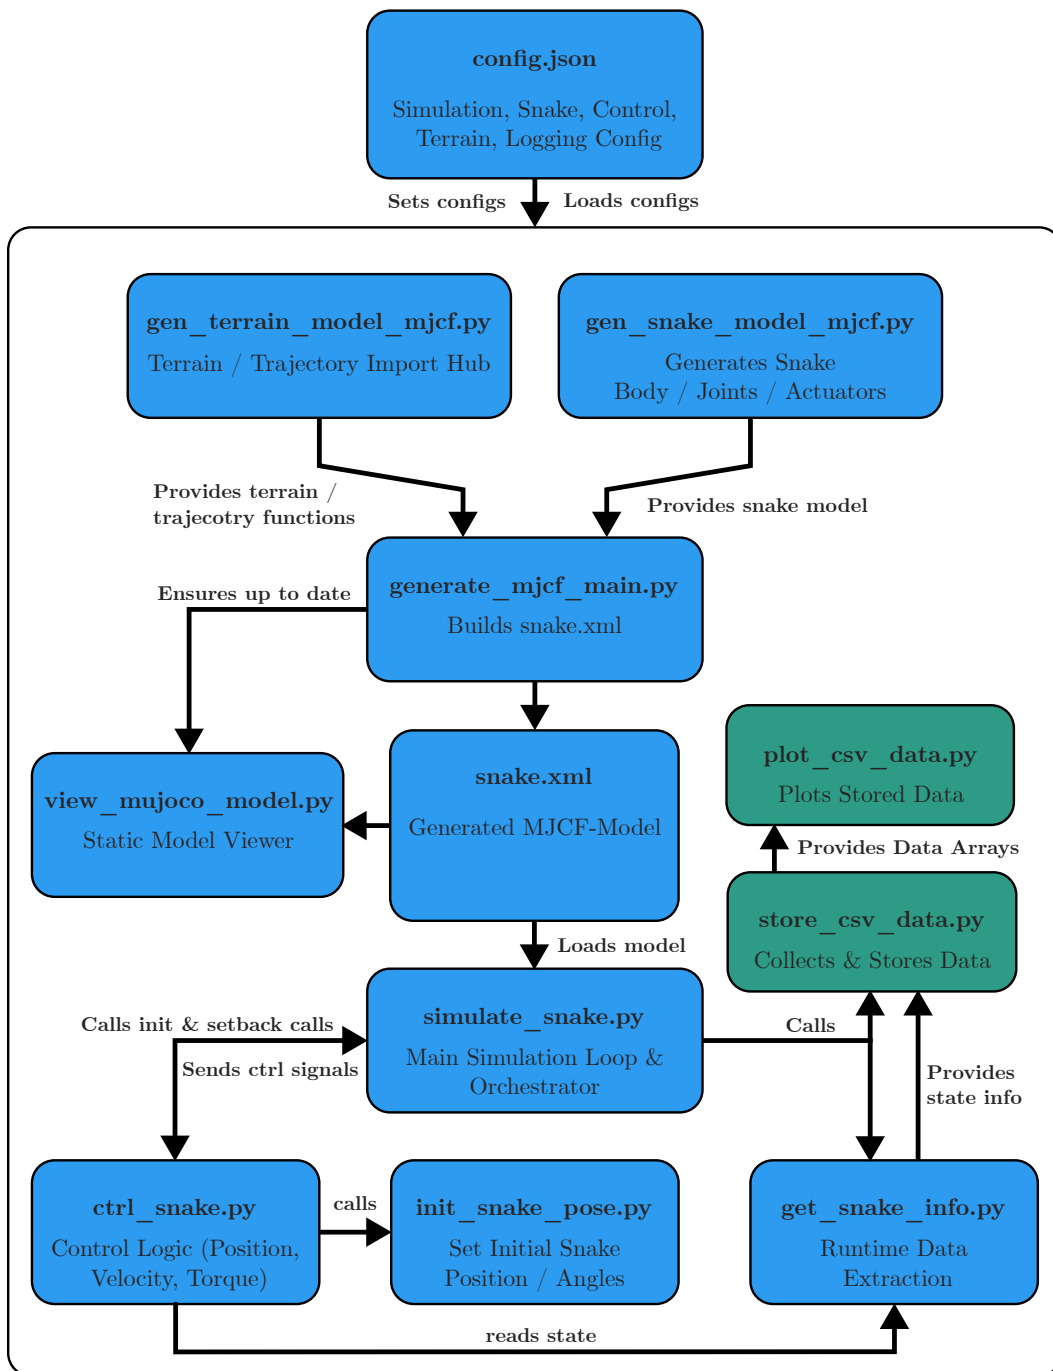 config.json
Simulation, Snake, Control,
Terrain, Logging Config
Sets configs
Loads configs
gen_terrain_model_mjcf.py
Terrain / Trajectory Import Hub
gen_snake_model_mjcf.py
Generates Snake
Body / Joints / Actuators
Provides terrain /
trajecotry functions
Provides snake model
generate_mjcf_main.py
Builds snake.xml
Ensures up to date
view_mujoco_model.py
Static Model Viewer
snake.xml
Generated MJCF-Model
plot_csv_data.py
Plots Stored Data
Provides Data Arrays
store_csv_data.py
Collects & Stores Data
Loads model
simulate_snake.py
Main Simulation Loop &
Orchestrator
Calls init & setback calls
Sends ctrl signals
Calls
Provides
state info
ctrl_snake.py
Control Logic (Position,
Velocity, Torque)
calls
init_snake_pose.py
Set Initial Snake
Position / Angles
get_snake_info.py
Runtime Data
Extraction
reads state